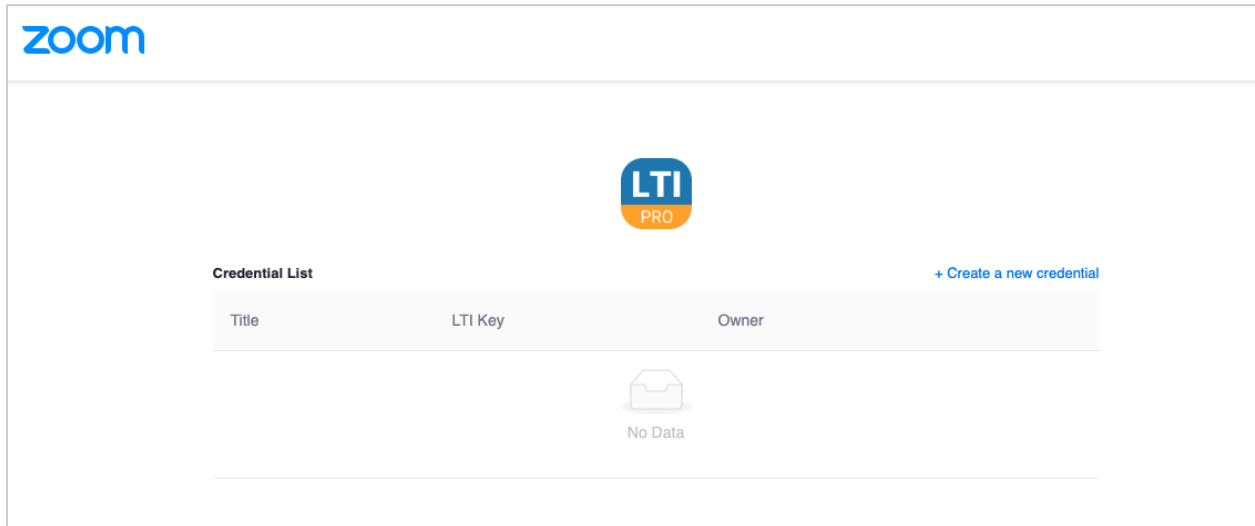 zoom
LTI
PRO
Credential List + Create a new credential
Title LTI Key Owner
No Data